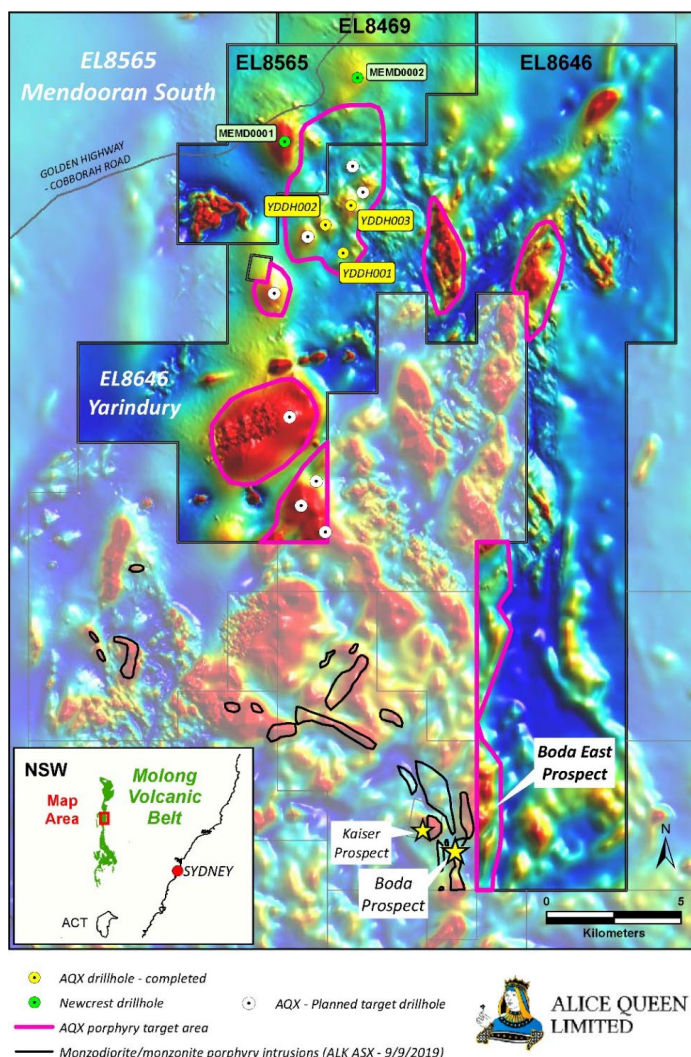 EL8469
EL8565
Mendooran South
EL8565
EL8646
MEMD0002
MEMD0001
GOLDEN HIGHWAY
- COBBORAH ROAD
YDDH002
YDDH003
YDDH001
EL8646
Yarindury
Boda East
Prospect
Kaiser
Prospect
Boda
Prospect
N
0
5
Kilometers
NSW
Molong
Volcanic
Belt
Map
Area
SYDNEY
ACT
AQX drillhole - completed
Newcrest drillhole
AQX - Planned target drillhole
AQX porphyry target area
Monzodiorite/monzonite porphyry intrusions (ALK ASX - 9/9/2019)
ALICE QUEEN
LIMITED